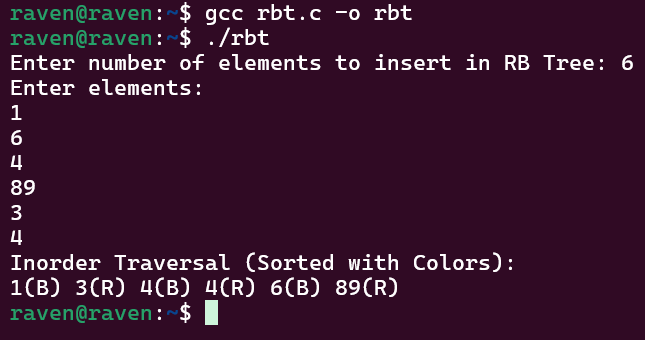 raven@raven:~$ gcc rbt.c -o rbt
raven@raven:~$ ./rbt
Enter number of elements to insert in RB Tree: 6
Enter elements:
1
6
4
89
3
4
Inorder Traversal (Sorted with Colors):
1(B) 3(R) 4(B) 4(R) 6(B) 89(R)
raven@raven:~$